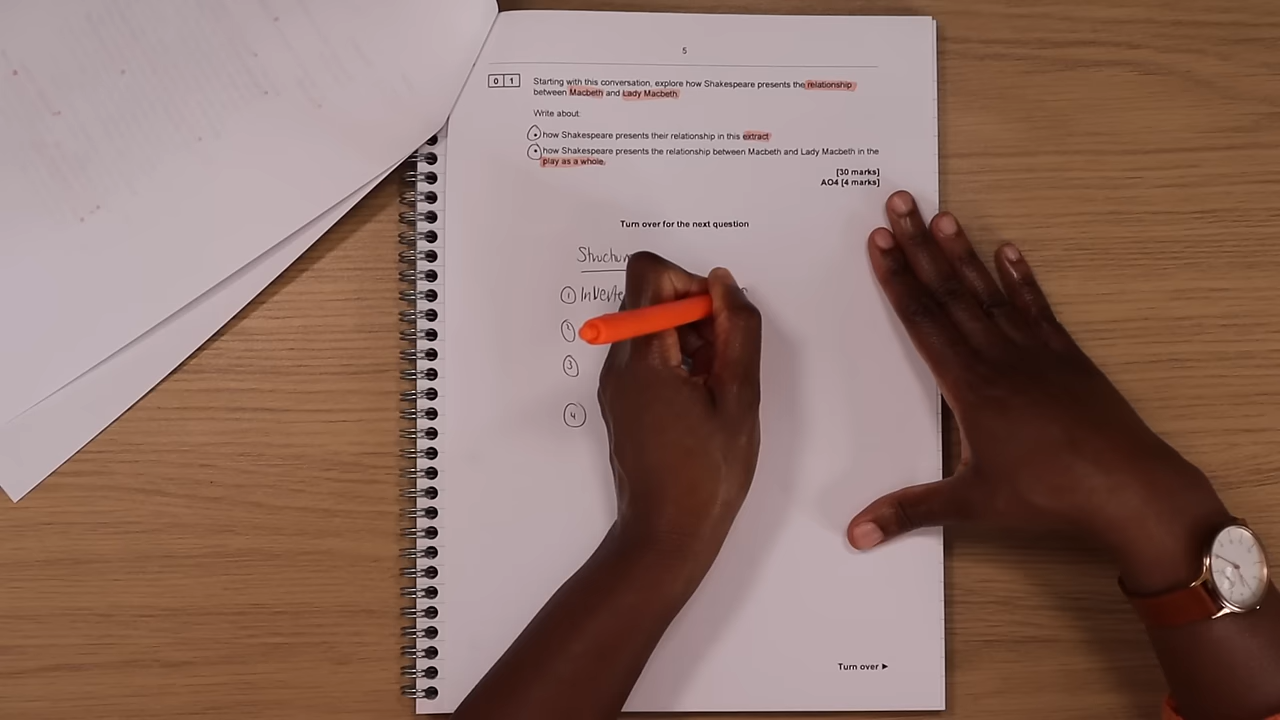 5
0 1 Starting with this conversation, explore how Shakespeare presents the relationship
between Macbeth and Lady Macbeth
Write about:
• how Shakespeare presents their relationship in this extract
• how Shakespeare presents the relationship between Macbeth and Lady Macbeth in the
play as a whole.
[30 marks]
AO4 [4 marks]
Turn over for the next question
1
2
3
4
Turn over ►